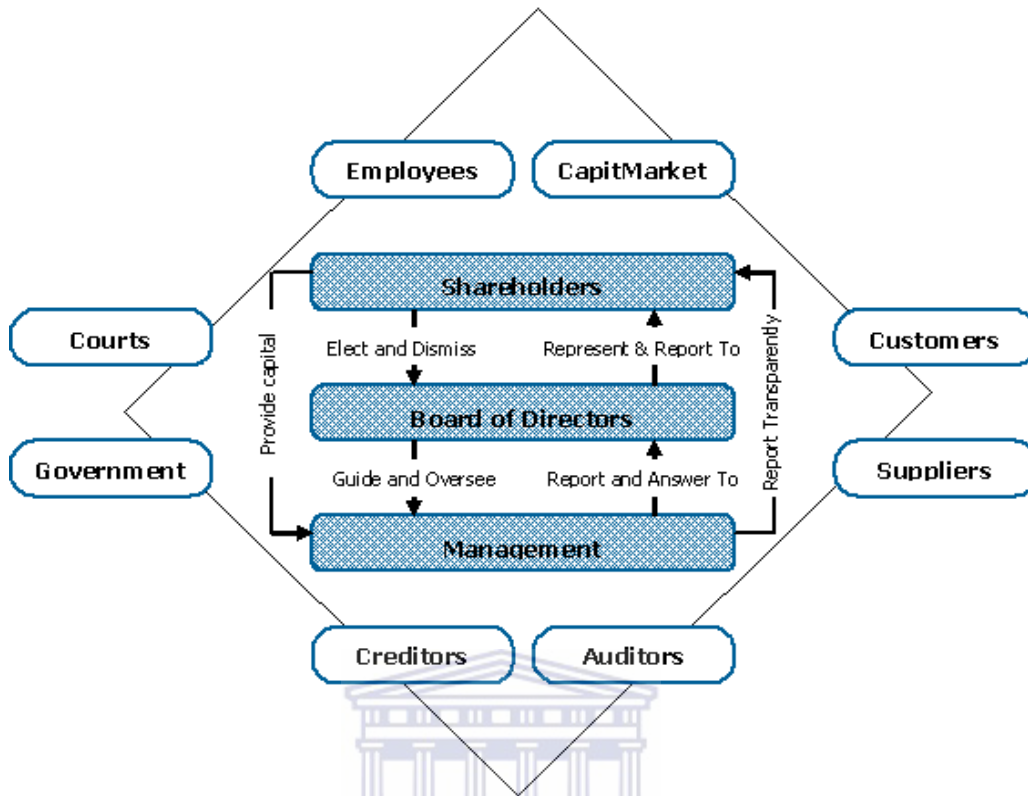 Employees
CapitMarket
Shareholders
Courts
Elect and Dismiss
Represent & Report To
Customers
Provide capital
Report Transparently
Board of Directors
Government
Guide and Oversee
Report and Answer To
Suppliers
Management
Creditors
Auditors